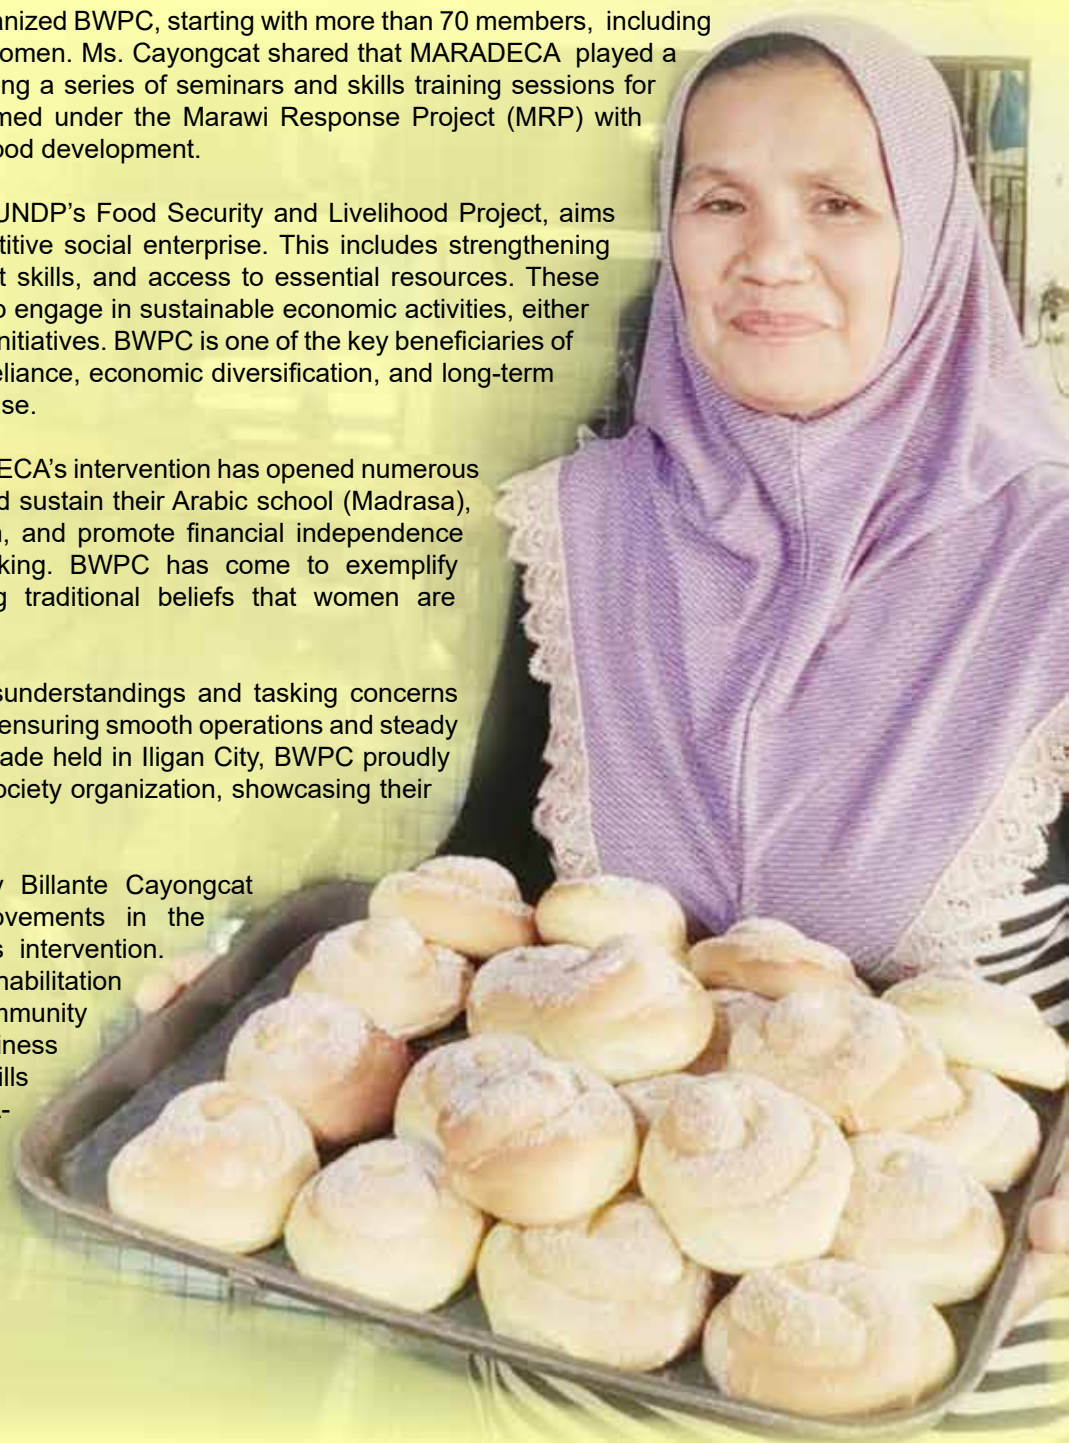 anized BWPC, starting with more than 70 members, including
omen. Ms. Cayongcat shared that MARADECA played a
ng a series of seminars and skills training sessions for
med under the Marawi Response Project (MRP) with
ood development.
UNDP’s Food Security and Livelihood Project, aims
titive social enterprise. This includes strengthening
t skills, and access to essential resources. These
o engage in sustainable economic activities, either
nitiatives. BWPC is one of the key beneficiaries of
eliance, economic diversification, and long-term
se.
ECA’s intervention has opened numerous
d sustain their Arabic school (Madrasa),
, and promote financial independence
king. BWPC has come to exemplify
g traditional beliefs that women are
sunderstandings and tasking concerns
ensuring smooth operations and steady
ade held in Iligan City, BWPC proudly
ociety organization, showcasing their
y Billante Cayongcat
ovements in the
s intervention.
habilitation
mmunity
iness
ills
-